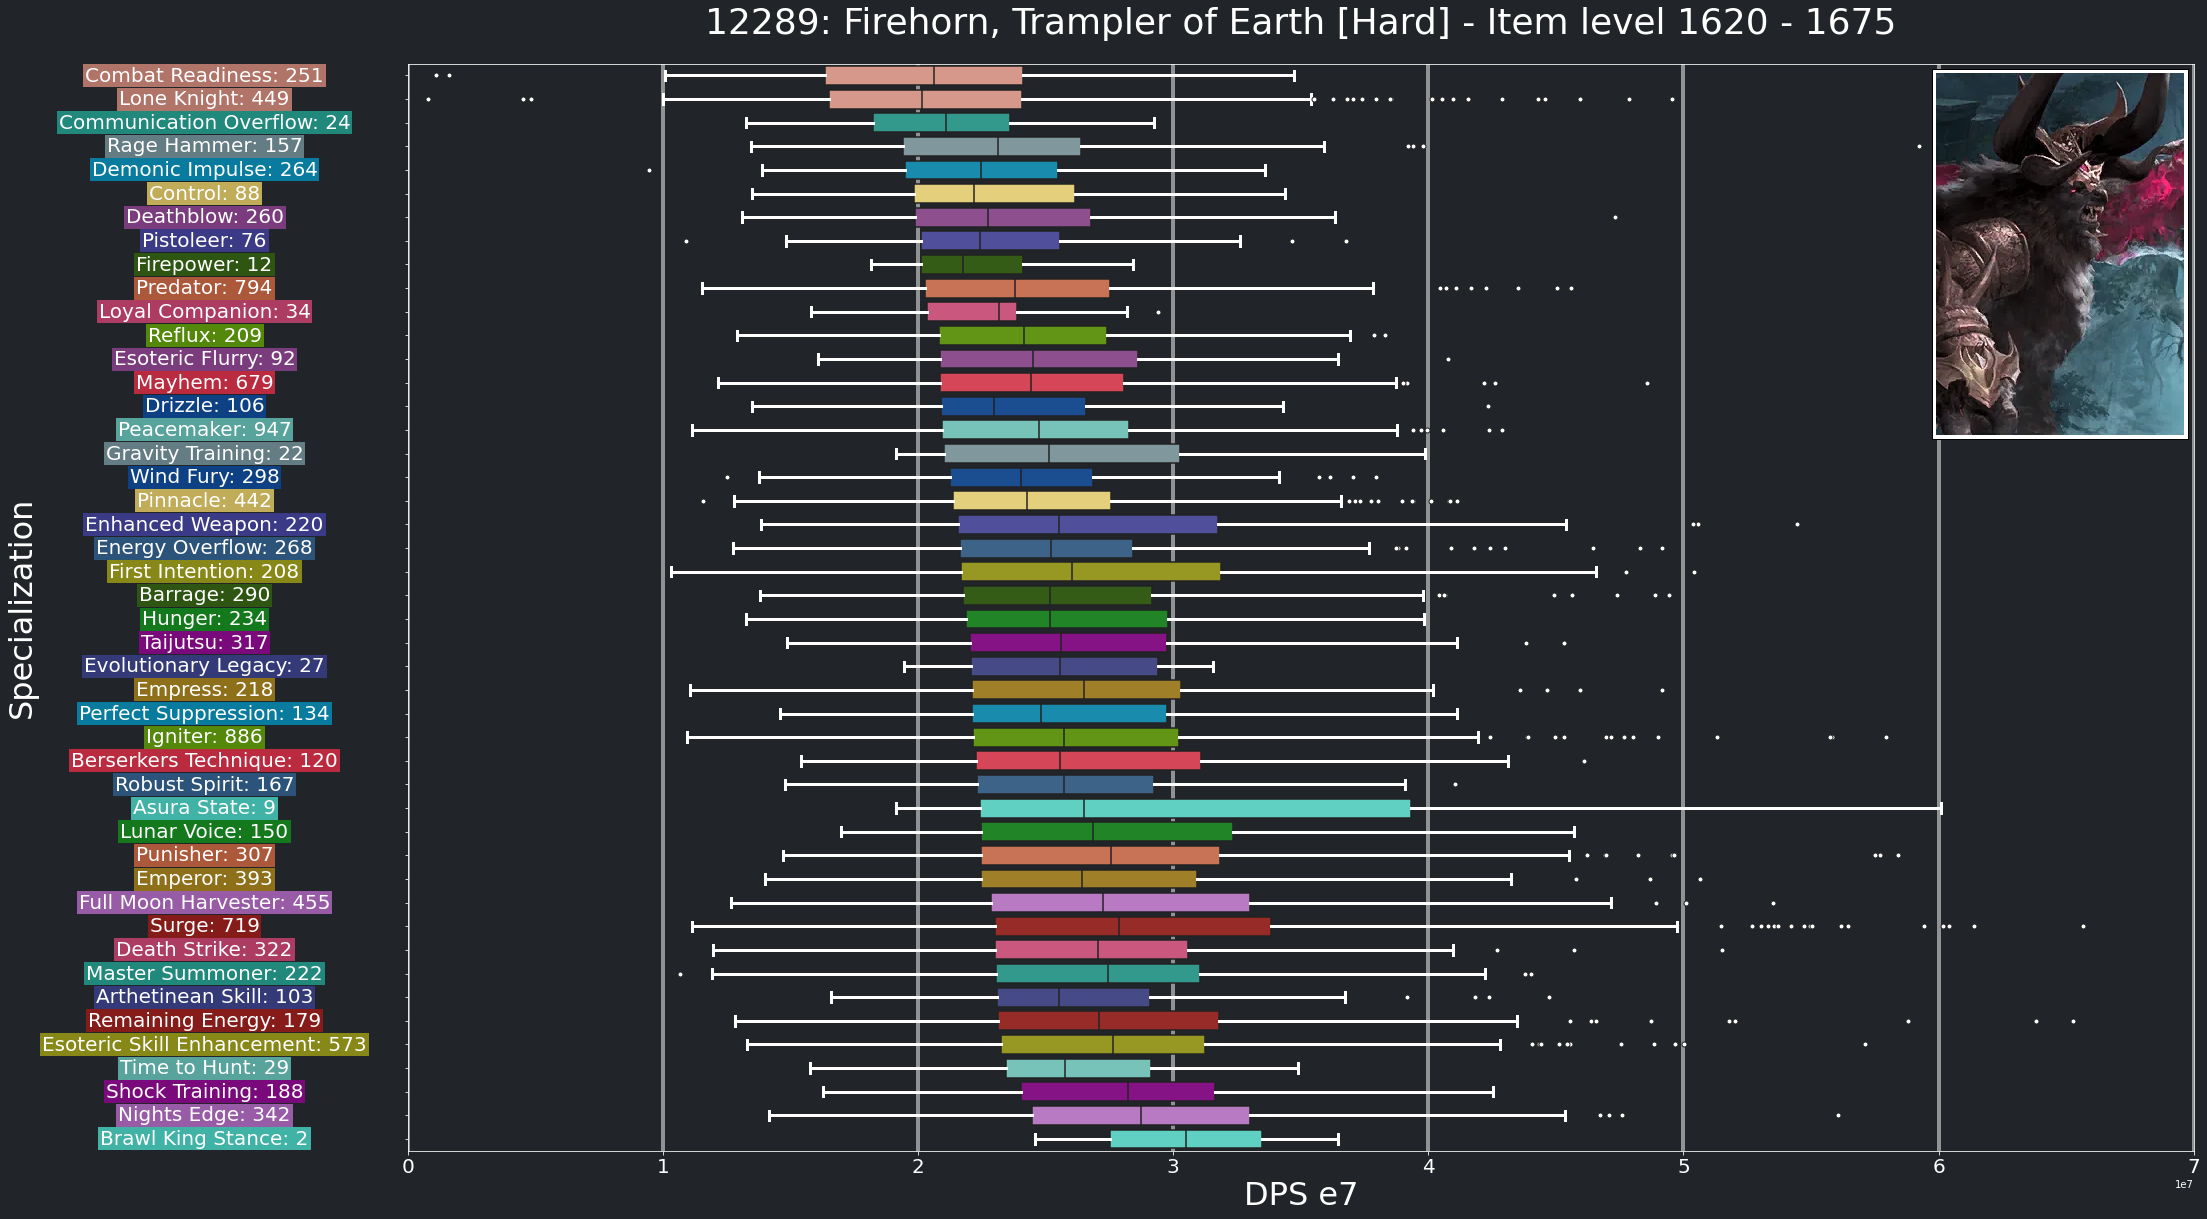 12289: Firehorn, Trampler of Earth [Hard] - Item level 1620 - 1675
Combat Readiness: 251
Lone Knight: 449
Communication Overflow: 24
Rage Hammer: 157
Demonic Impulse: 264
Control: 88
Deathblow: 260
Pistoleer: 76
Firepower: 12
Predator: 794
Loyal Companion: 34
Reflux: 209
Esoteric Flurry: 92
Mayhem: 679
Drizzle: 106
Peacemaker: 947
Gravity Training: 22
Wind Fury: 298
Pinnacle: 442
Enhanced Weapon: 220
Energy Overflow: 268
First Intention: 208
Barrage: 290
Hunger: 234
Taijutsu: 317
Evolutionary Legacy: 27
Empress: 218
Perfect Suppression: 134
Igniter: 886
Berserkers Technique: 120
Robust Spirit: 167
Asura State: 9
Lunar Voice: 150
Punisher: 307
Emperor: 393
Full Moon Harvester: 455
Surge: 719
Death Strike: 322
Master Summoner: 222
Arthetinean Skill: 103
Remaining Energy: 179
Esoteric Skill Enhancement: 573
Time to Hunt: 29
Shock Training: 188
Nights Edge: 342
Brawl King Stance: 2
Specialization
0 1 2 3 4 5 6 7
1e7
DPS e7